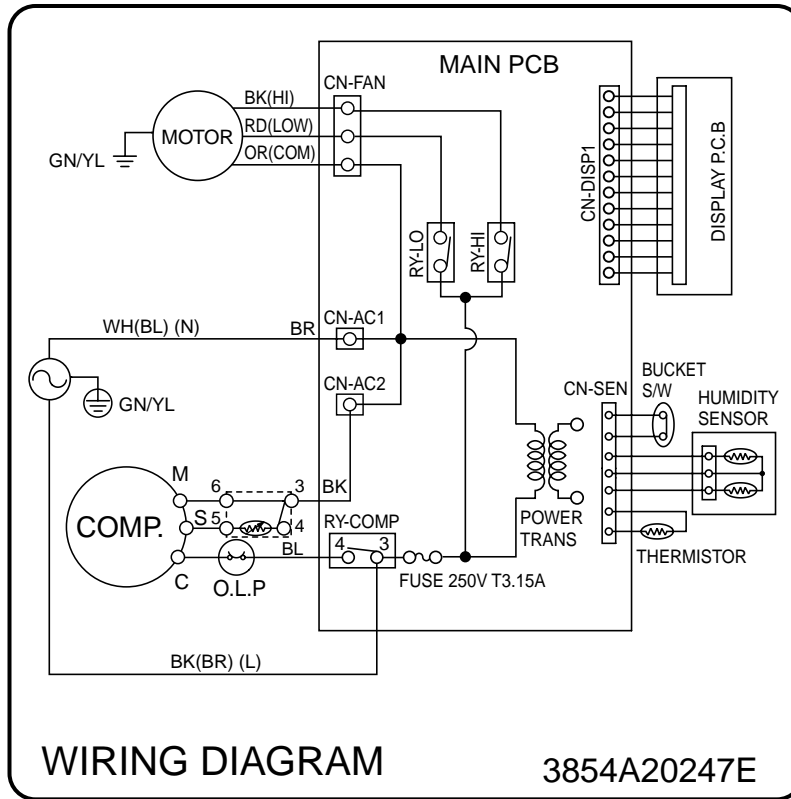 MAIN PCB
CN-FAN
BK(HI)
RD(LOW)
OR(COM)
MOTOR
GN/YL
CN-DISP1
DISPLAY P.C.B
RY-LO
RY-HI
WH(BL) (N)
BR
CN-AC1
CN-AC2
GN/YL
CN-SEN
BUCKET
S/W
HUMIDITY
SENSOR
COMP.
M
S
C
6
3
5
4
BK
BL
O.L.P
RY-COMP
4
3
FUSE 250V T3.15A
POWER
TRANS
THERMISTOR
BK(BR) (L)
WIRING DIAGRAM
3854A20247E